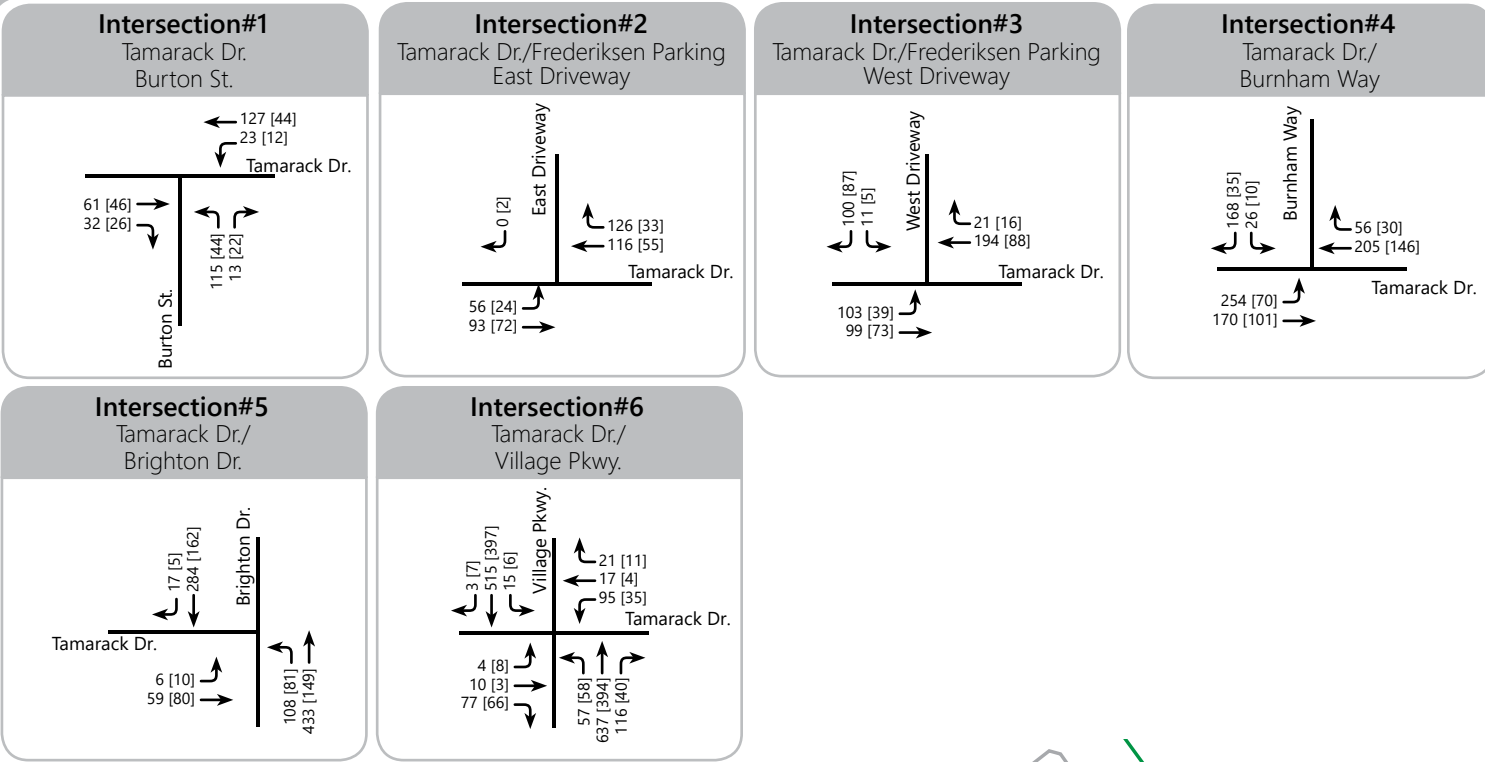 Intersection#1
Tamarack Dr.
Burton St.
127 [44]
23 [12]
Tamarack Dr.
61 [46]
32 [26]
115 [44]
13 [22]
Burton St.
Intersection#2
Tamarack Dr./Frederiksen Parking
East Driveway
0 [2]
East Driveway
126 [33]
116 [55]
Tamarack Dr.
56 [24]
93 [72]
Intersection#3
Tamarack Dr./Frederiksen Parking
West Driveway
100 [87]
11 [5]
West Driveway
21 [16]
194 [88]
Tamarack Dr.
103 [39]
99 [73]
Intersection#4
Tamarack Dr./
Burnham Way
168 [35]
26 [10]
Burnham Way
56 [30]
205 [146]
Tamarack Dr.
254 [70]
170 [101]
Intersection#5
Tamarack Dr./
Brighton Dr.
17 [5]
284 [162]
Brighton Dr.
Tamarack Dr.
6 [10]
59 [80]
108 [81]
433 [149]
Intersection#6
Tamarack Dr./
Village Pkwy.
3 [7]
515 [397]
15 [6]
Village Pkwy.
21 [11]
17 [4]
95 [35]
Tamarack Dr.
4 [8]
10 [3]
77 [66]
57 [58]
637 [394]
116 [40]